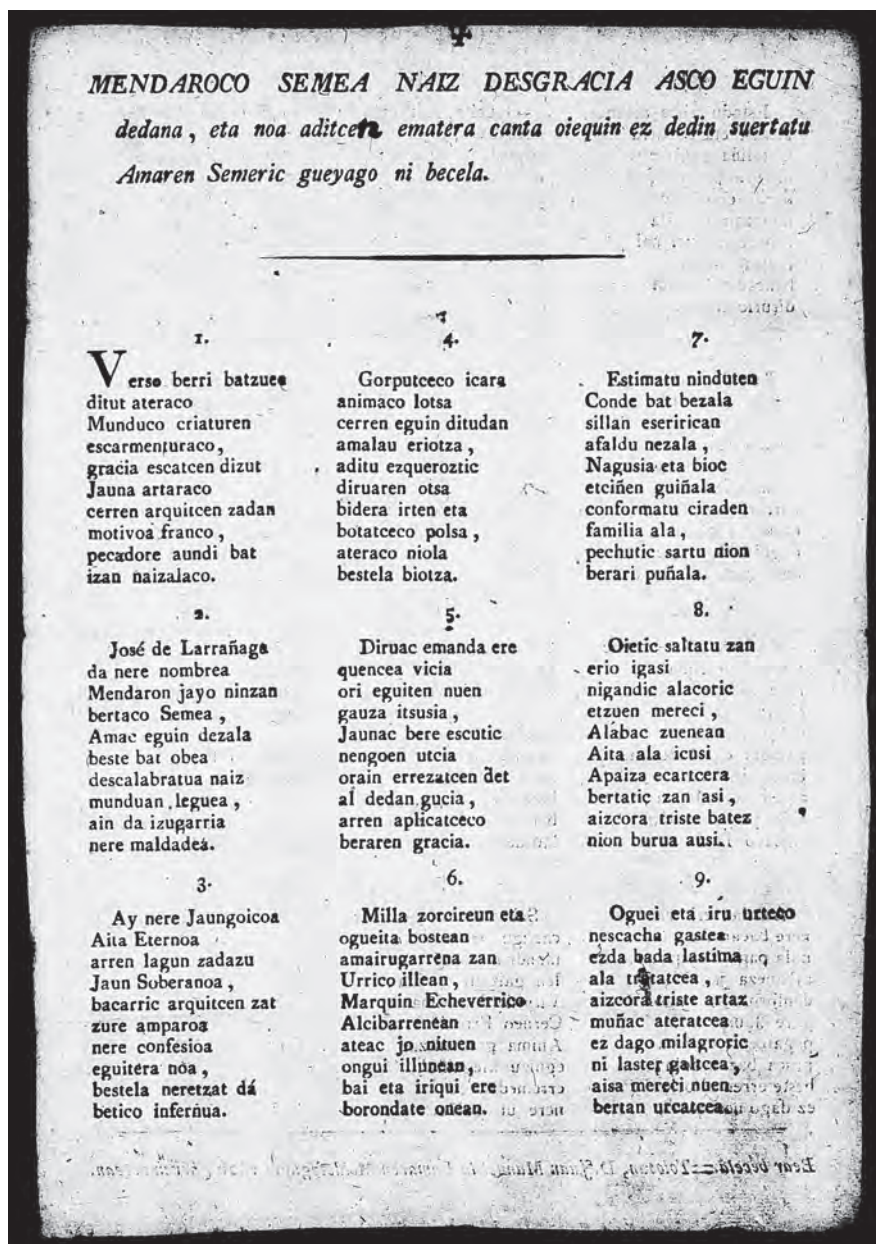 MENDAROCO SEMEA NAIZ DESGRACIA ASCO EGUIN
dedana, eta noa aditcen ematera canta oiequin ez dedin suertatu
Amaren Semeric gueyago ni becela.
1.
Verso berri batzuec
ditut ateraco
Munduco criaturen
escarmenturaco,
gracia escatcen dizut
Jauna artaraco
cerren arquitcen zadan
motivoa franco,
pecadore aundi bat
izan naizalaco.
2.
José de Larrañaga
da nere nombrea
Mendaron jayo ninzan
bertaco Semea,
Amac eguin dezala
beste bat obea
descalabratua naiz
munduan leguea,
ain da izugarria
nere maldadea.
3.
Ay nere Jaungoicoa
Aita Eternoa
arren lagun zadazu
Jaun Soberanoa,
bacarric arquitcen zat
zure amparoa
nere confesioa
eguitera noa,
bestela neretzat dá
betico infernua.
4.
Gorputceco icara
animaco lotsa
cerren eguin ditudan
amalau eriotza,
aditu ezqueroztic
diruaren otsa
bidera irten eta
botatceco polsa,
ateraco niola
bestela biotza.
5.
Diruac emanda ere
quencea vicia
ori eguiten nuen
gauza itsusia,
Jaunac bere escutic
nengoen utcia
orain errezatcen det
al dedan gucia,
arren aplicatceco
beraren gracia.
6.
Milla zorcireun eta
ogueita bostean
amairugarrena zan
Urrico illean,
Marquin Echeverrico
Alcibarrenean
ateac jo nituen
ongui illunean,
bai eta iriqui ere
borondate onean.
7.
Estimatu ninduten
Conde bat bezala
sillan eseririean
afaldu nezala,
Nagusia eta bioc
etciñen guiñala
conformatu ciraden
familia ala,
pechutic sartu nion
berari puñala.
8.
Oietic saltatu zan
erio igasi
nigandic alacoric
etzuen mereci,
Alabac zuenean
Aita ala icusi
Apaiza ecartcera
bertatic zan asi,
aizcora triste batez
nion burua ausi.
9.
Oguei eta iru urteco
nescacha gastea
ezda bada lastima
ala tratatcea,
aizcora triste artaz
muñac ateratcea
ez dago milagroric
ni laster galtcea,
aisa mereci nuen
bertan urcatcea